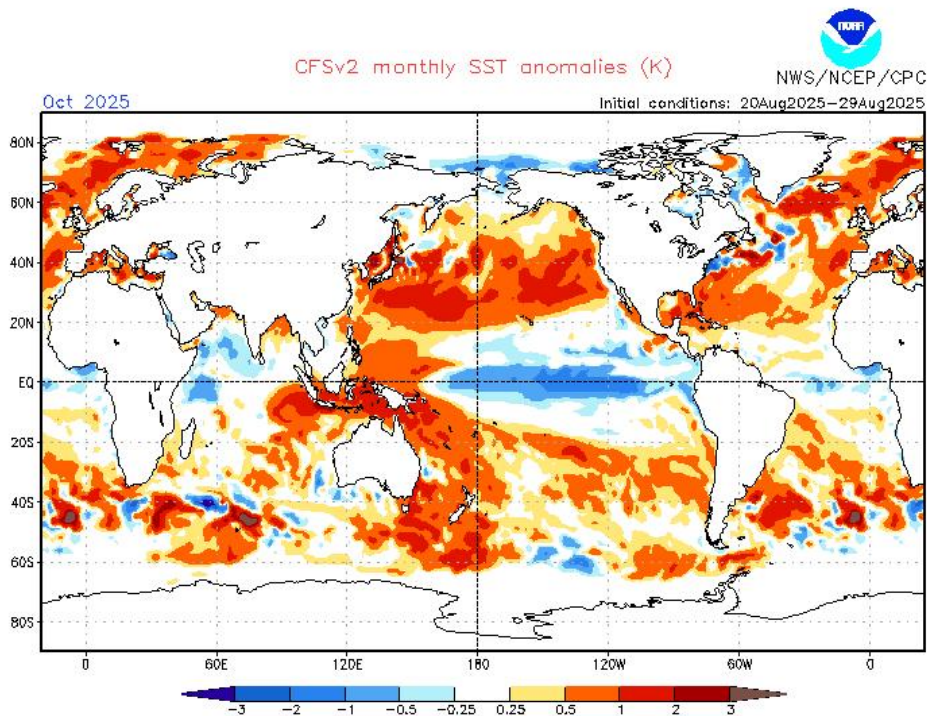 NOAA
CFSv2 monthly SST anomalies (K)
NWS/NCEP/CPC
Oct 2025
Initial conditions: 20Aug2025-29Aug2025
80N
60N
40N
20N
EQ
20S
40S
60S
80S
0 60E 120E 180 120W 60W 0
-3 -2 -1 -0.5 -0.25 0.25 0.5 1 2 3